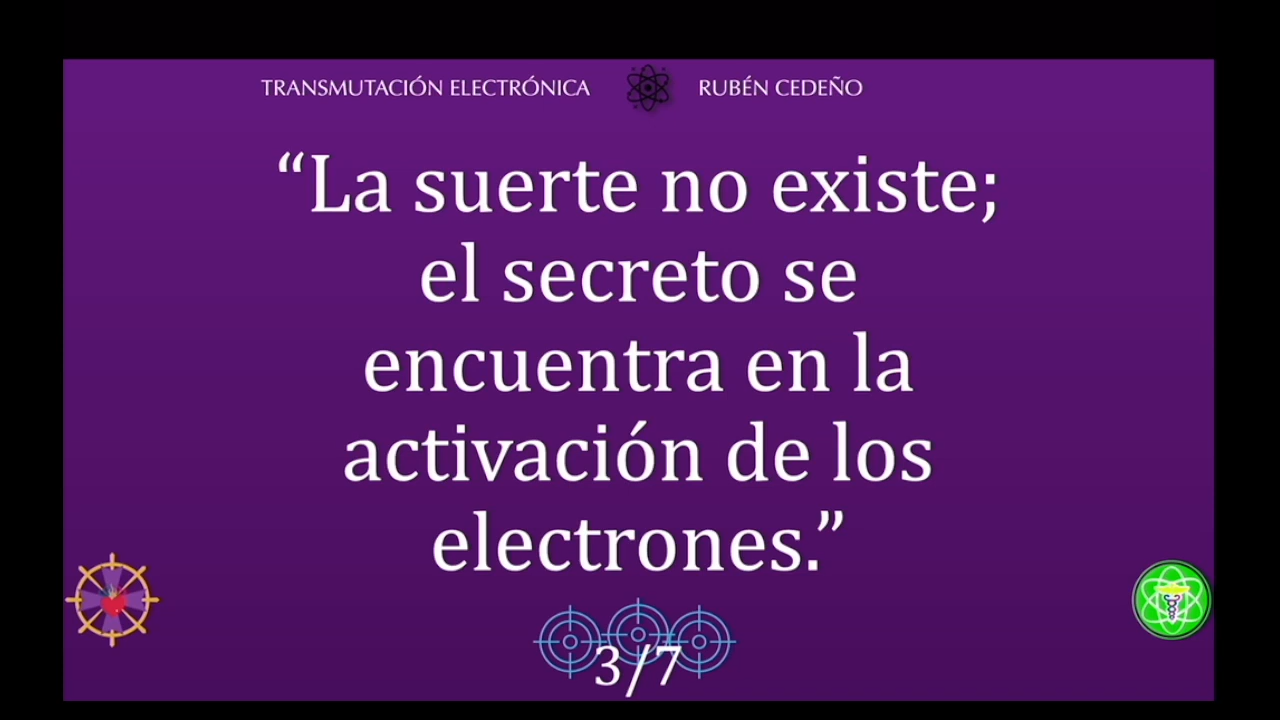 TRANSMUTACIÓN ELECTRÓNICA RUBÉN CEDEÑO
“La suerte no existe;
el secreto se
encuentra en la
activación de los
electrones.”
3/7